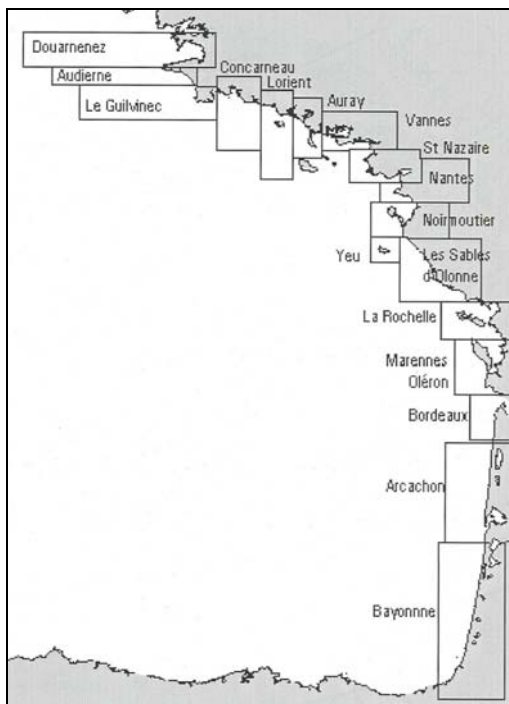 Douarnenez
Audierne
Concarneau
Le Guilvinec
Lorient
Auray
Vannes
St Nazaire
Nantes
Noirmoutier
Yeu
Les Sables
d'Olonne
La Rochelle
Marennes
Oléron
Bordeaux
Arcachon
Bayonnne